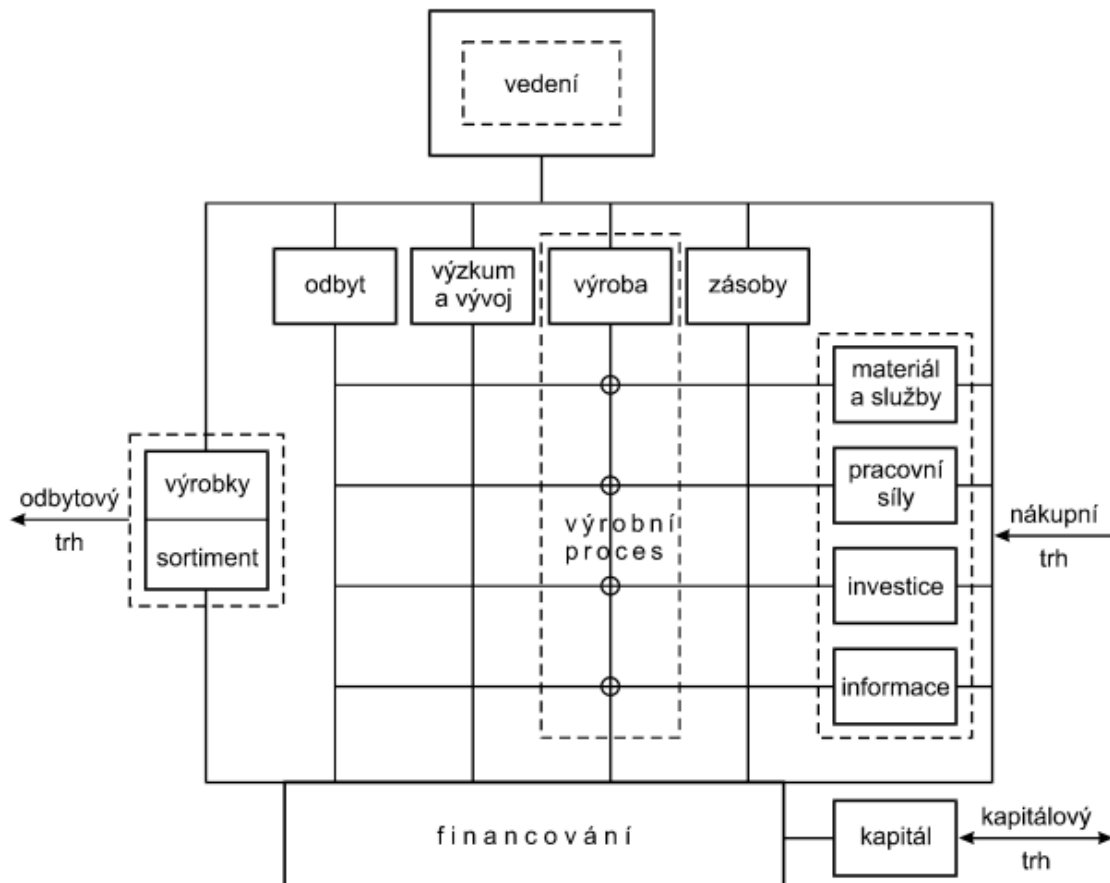 vedení
odbyt
výzkum
a vývoj
výroba
zásoby
materiál
a služby
pracovní
síly
investice
informace
výrobní
proces
výrobky
sortiment
odbytový
trh
nákupní
trh
financování
kapitál
kapitálový
trh